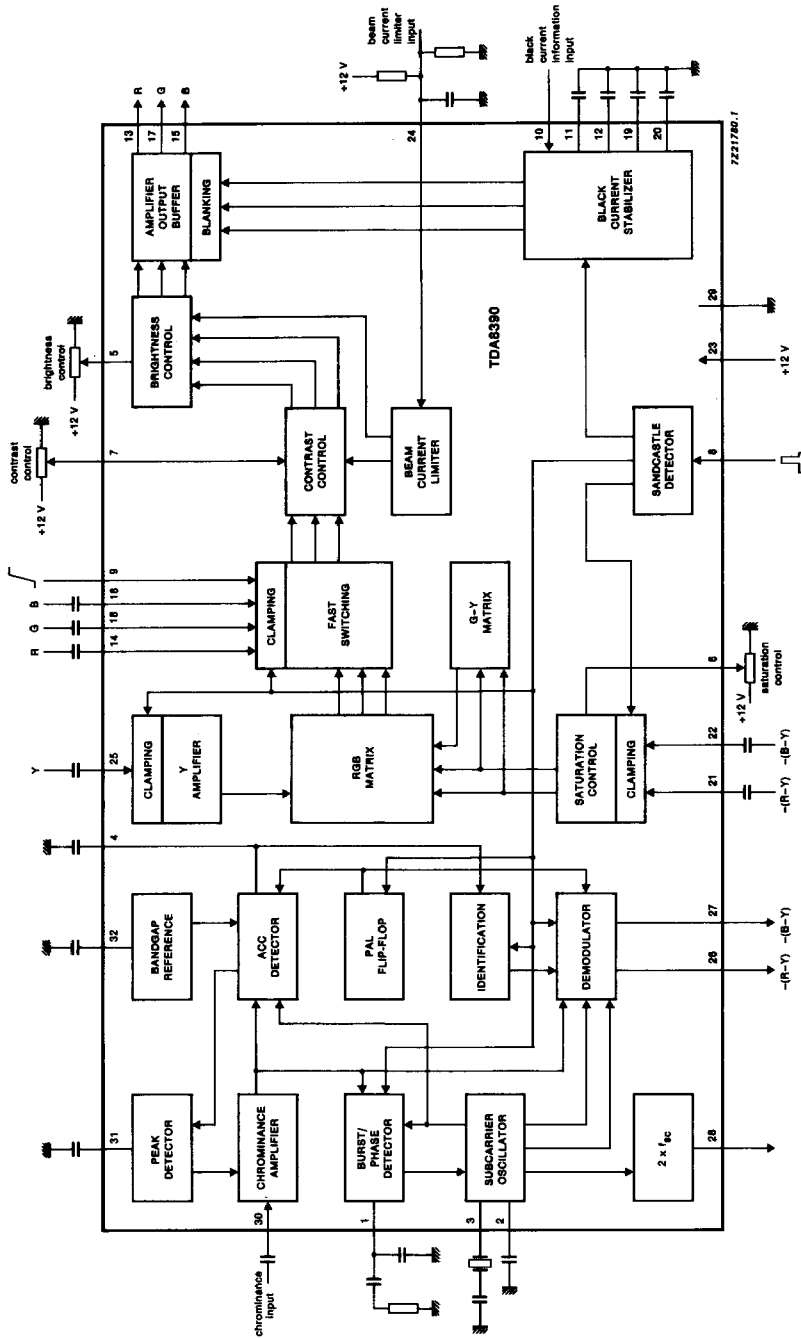 chrominance input
30
31
PEAK DETECTOR
CHROMINANCE AMPLIFIER
1
BURST/ PHASE DETECTOR
3
2
SUBCARRIER OSCILLATOR
2 x fsc
28
32
BANDGAP REFERENCE
4
ACC DETECTOR
PAL FLIP-FLOP
IDENTIFICATION
DEMODULATOR
26
-(R-Y)
27
-(B-Y)
Y
25
CLAMPING
Y AMPLIFIER
RGB MATRIX
SATURATION CONTROL
CLAMPING
21
-(R-Y)
22
-(B-Y)
6
+12 V
saturation control
R
14
G
18
B
16
9
CLAMPING
FAST SWITCHING
G-Y MATRIX
+12 V
contrast control
7
CONTRAST CONTROL
BEAM CURRENT LIMITER
SANDCASTLE DETECTOR
8
+12 V
brightness control
5
BRIGHTNESS CONTROL
TDA8390
23
+12 V
29
AMPLIFIER OUTPUT BUFFER
BLANKING
13
R
17
G
15
B
24
+12 V
beam current limiter input
BLACK CURRENT STABILIZER
10
black current information input
11
12
19
20
7Z21780.1